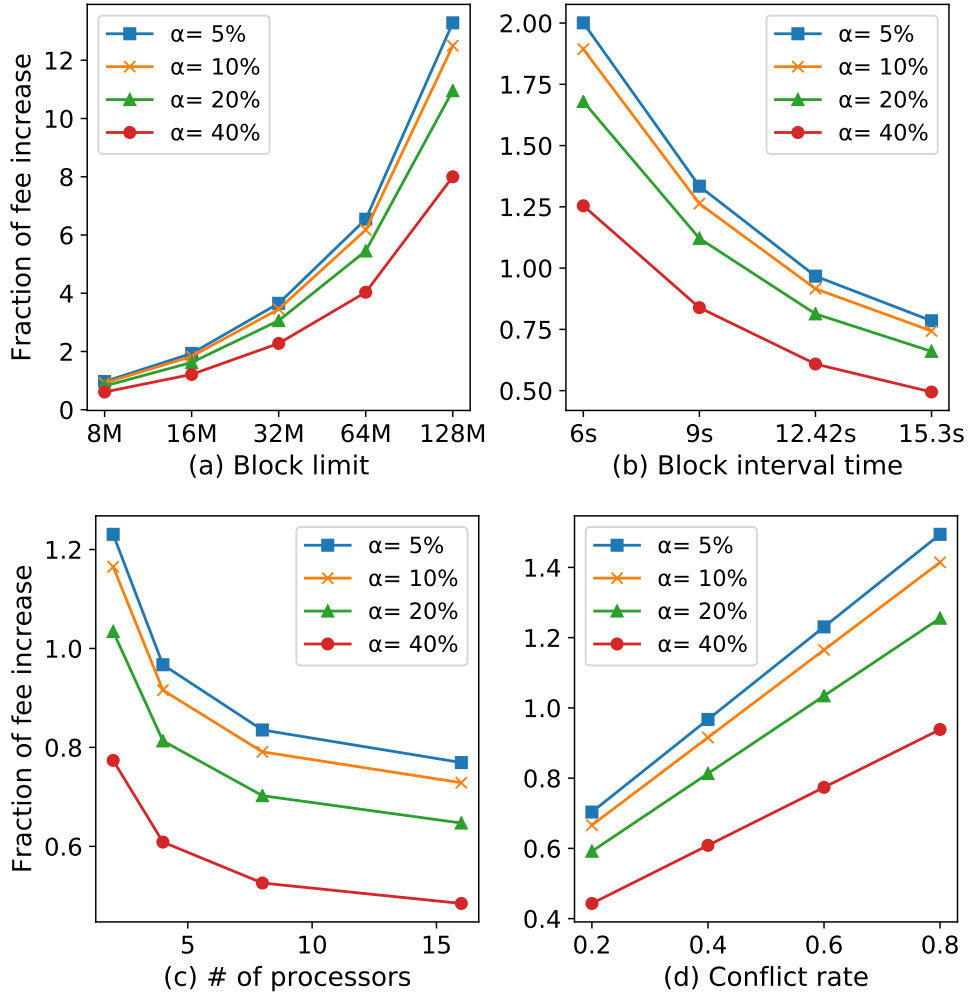 Fraction of fee increase
12
10
8
6
4
2
0
α= 5%
α= 10%
α= 20%
α= 40%
8M 16M 32M 64M 128M
(a) Block limit
2.00
1.75
1.50
1.25
1.00
0.75
0.50
α= 5%
α= 10%
α= 20%
α= 40%
6s 9s 12.42s 15.3s
(b) Block interval time
Fraction of fee increase
1.2
1.0
0.8
0.6
α= 5%
α= 10%
α= 20%
α= 40%
5 10 15
(c) # of processors
1.4
1.2
1.0
0.8
0.6
0.4
α= 5%
α= 10%
α= 20%
α= 40%
0.2 0.4 0.6 0.8
(d) Conflict rate